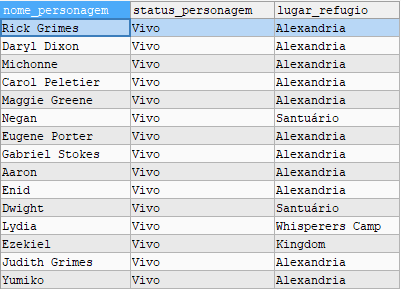 nome_personagem status_personagem lugar_refugio
Rick Grimes Vivo Alexandria
Daryl Dixon Vivo Alexandria
Michonne Vivo Alexandria
Carol Peletier Vivo Alexandria
Maggie Greene Vivo Alexandria
Negan Vivo Santuário
Eugene Porter Vivo Alexandria
Gabriel Stokes Vivo Alexandria
Aaron Vivo Alexandria
Enid Vivo Alexandria
Dwight Vivo Santuário
Lydia Vivo Whisperers Camp
Ezekiel Vivo Kingdom
Judith Grimes Vivo Alexandria
Yumiko Vivo Alexandria